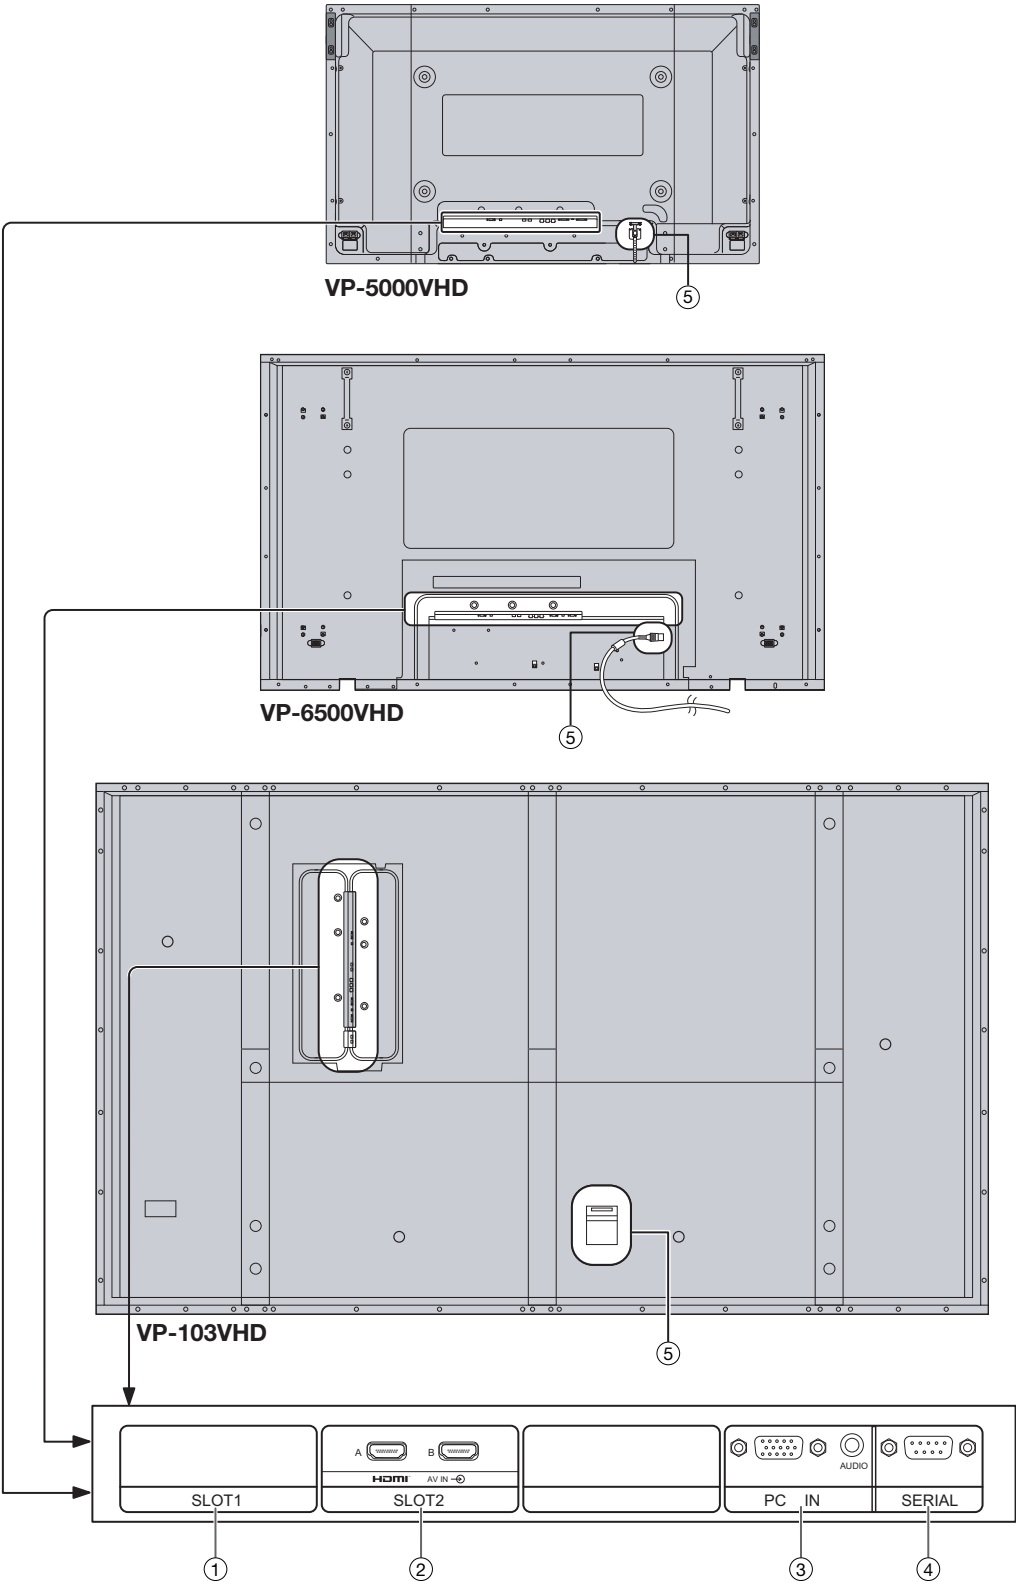 5
VP-5000VHD
VP-6500VHD
5
VP-103VHD
5
A
B
HDMI AV IN
AUDIO
SLOT1
SLOT2
PC IN
SERIAL
1
2
3
4